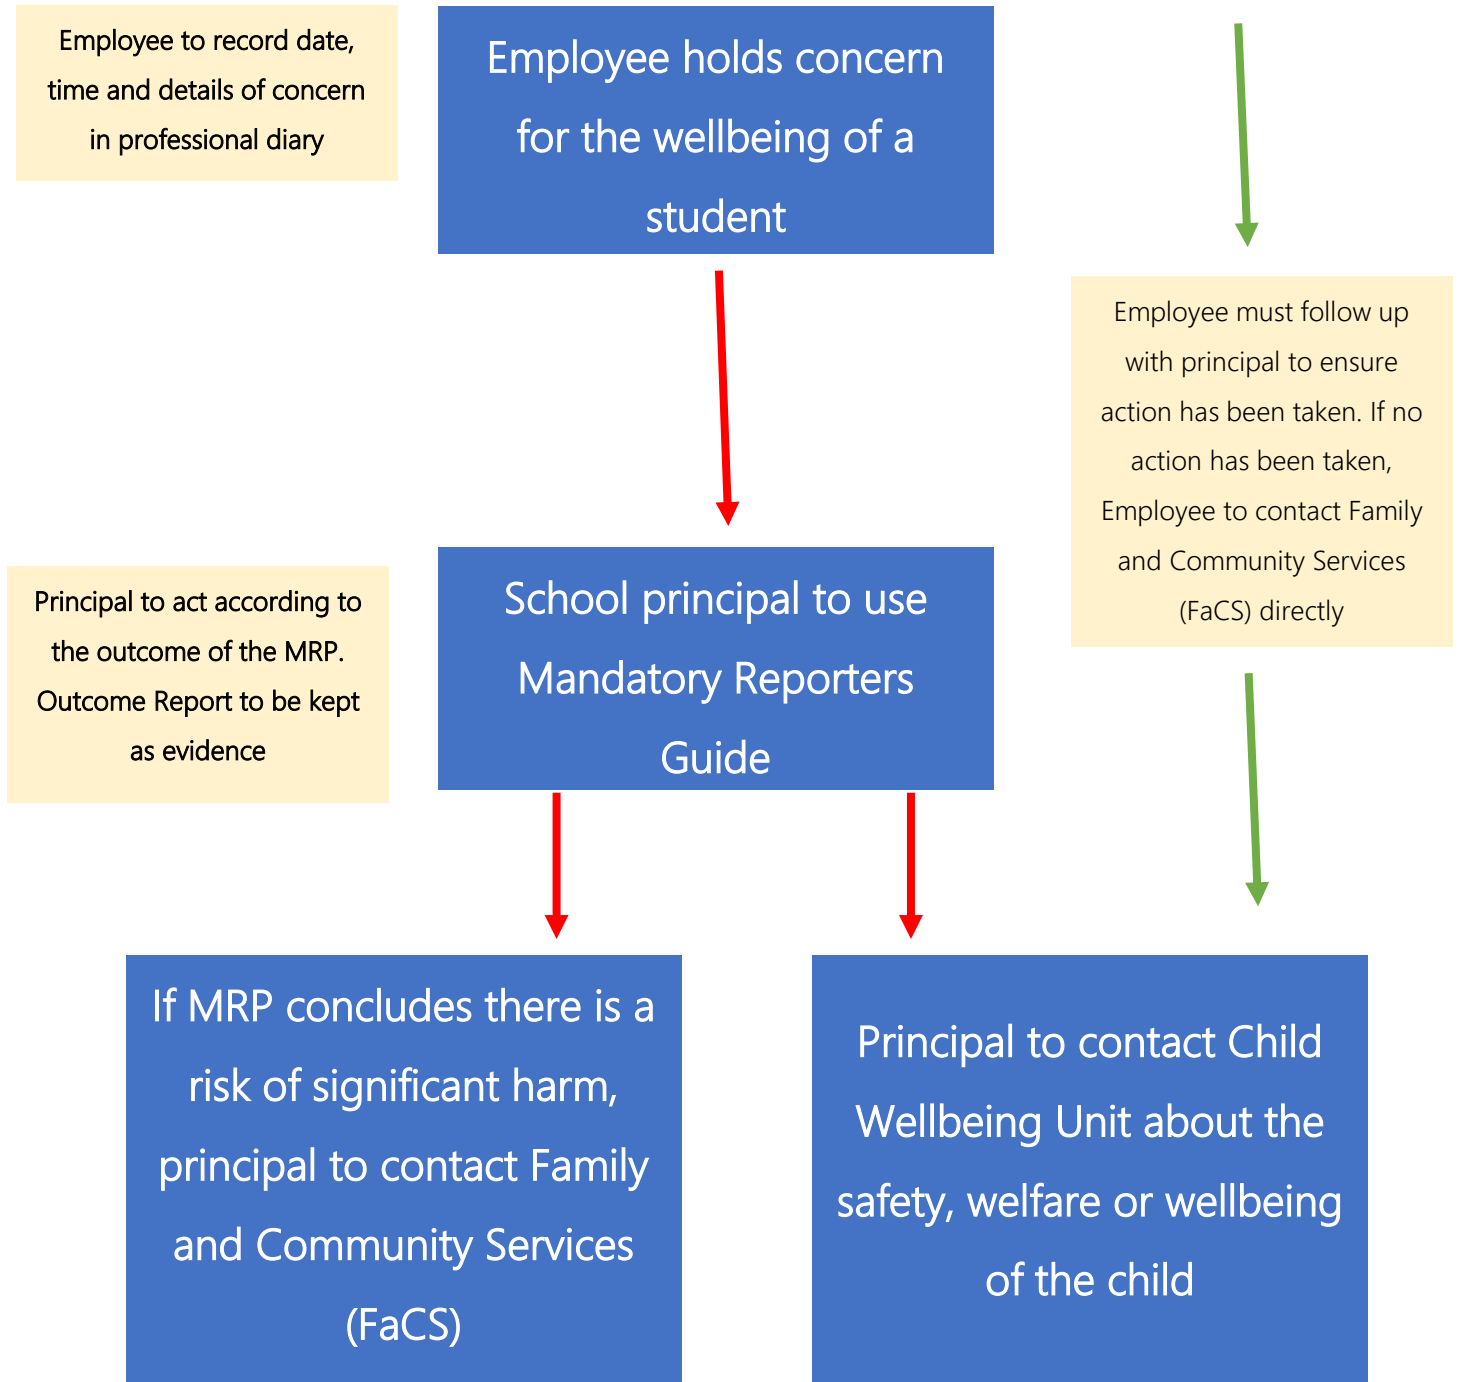 Employee to record date,
time and details of concern
in professional diary
Employee holds concern
for the wellbeing of a
student
Employee must follow up
with principal to ensure
action has been taken. If no
action has been taken,
Employee to contact Family
and Community Services
(FaCS) directly
Principal to act according to
the outcome of the MRP.
Outcome Report to be kept
as evidence
School principal to use
Mandatory Reporters
Guide
If MRP concludes there is a
risk of significant harm,
principal to contact Family
and Community Services
(FaCS)
Principal to contact Child
Wellbeing Unit about the
safety, welfare or wellbeing
of the child